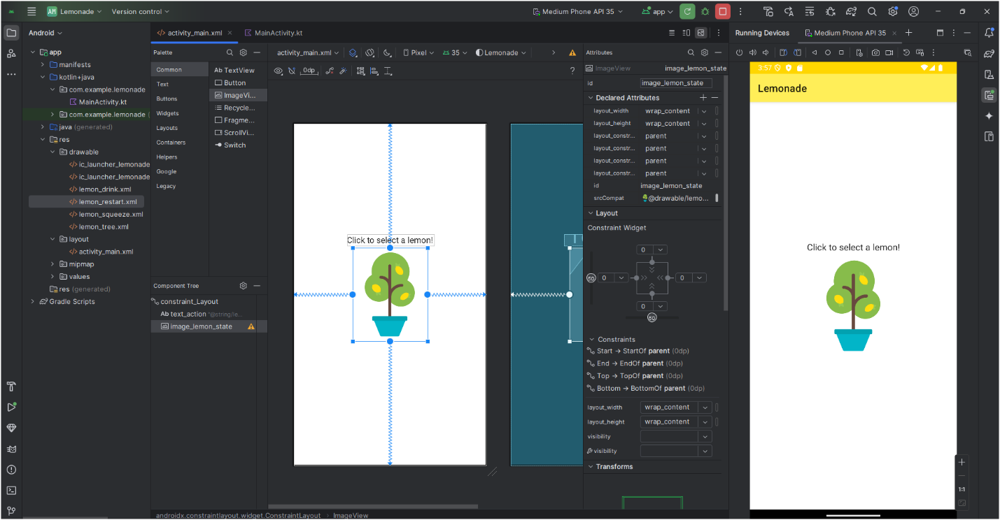 AM Lemonade Version control Medium Phone API 35 app
Android
activity_main.xml
MainActivity.kt
Running Devices Medium Phone API 35
app
manifests
kotlin+java
com.example.lemonade
MainActivity.kt
com.example.lemonade
java (generated)
res
drawable
ic_launcher_lemonade
ic_launcher_lemonade
lemon_drink.xml
lemon_restart.xml
lemon_squeeze.xml
lemon_tree.xml
layout
activity_main.xml
mipmap
values
res (generated)
Gradle Scripts
Palette
Common
Text
Buttons
Widgets
Layouts
Containers
Helpers
Google
Legacy
Ab TextView
Button
ImageVi...
Recycle...
Fragme...
ScrollVi...
Switch
Component Tree
constraint_Layout
Ab text_action "@string/le...
image_lemon_state
activity_main.xml Pixel 35 Lemonade
0dp ?
Click to select a lemon!
androidx.constraintlayout.widget.ConstraintLayout › ImageView
Attributes
ImageView image_lemon_state
id image_lemon_state
Declared Attributes
layout_width wrap_content
layout_height wrap_content
layout_constr... parent
layout_constr... parent
layout_constr... parent
layout_constr... parent
id image_lemon_state
srcCompat @drawable/lemo...
Layout
Constraint Widget
0
50 0 0
0
50
Constraints
Start → StartOf parent (0dp)
End → EndOf parent (0dp)
Top → TopOf parent (0dp)
Bottom → BottomOf parent (0dp)
layout_width wrap_content
layout_height wrap_content
visibility
visibility
Transforms
3:57
Lemonade
Click to select a lemon!
1:1